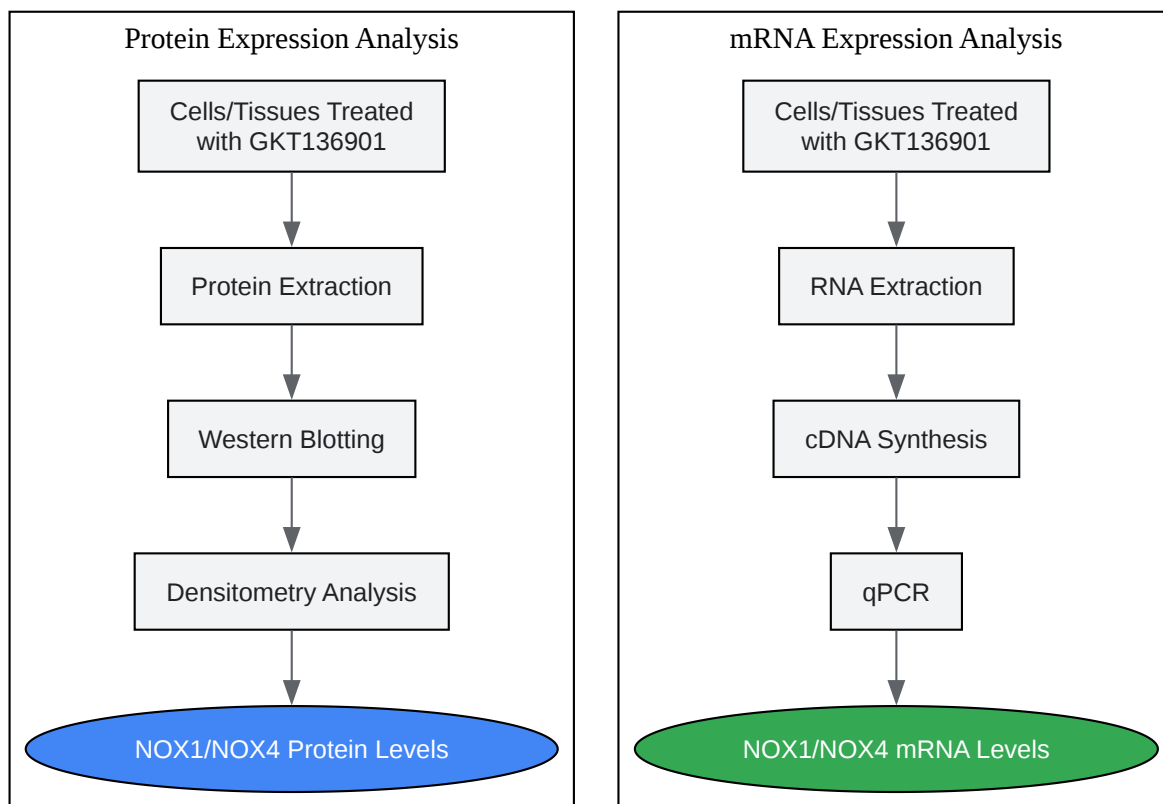 Protein Expression Analysis
Cells/Tissues Treated
with GKT136901
Protein Extraction
Western Blotting
Densitometry Analysis
NOX1/NOX4 Protein Levels
mRNA Expression Analysis
Cells/Tissues Treated
with GKT136901
RNA Extraction
cDNA Synthesis
qPCR
NOX1/NOX4 mRNA Levels